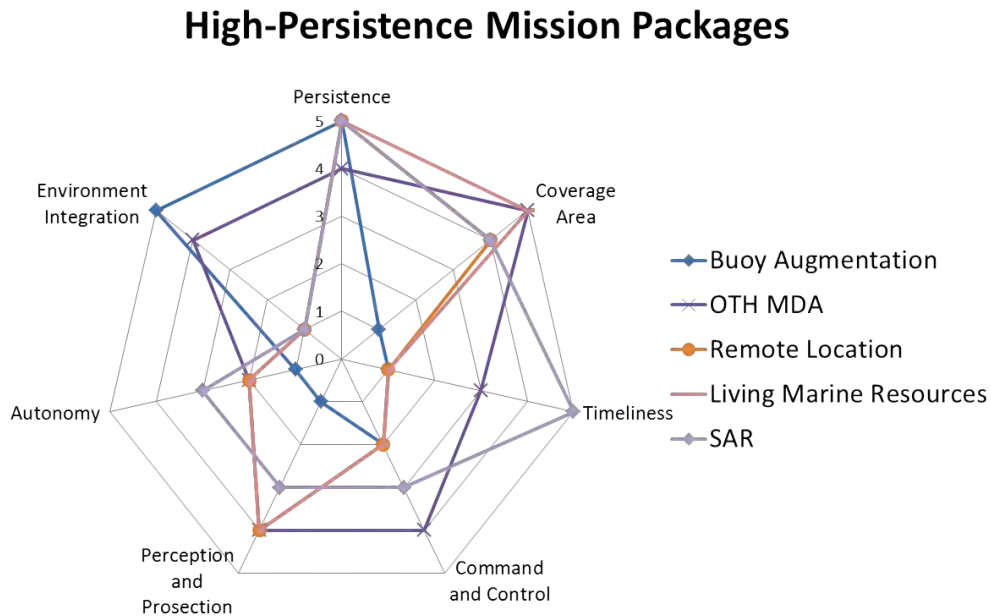 High-Persistence Mission Packages
Persistence
5
4
3
2
1
0
Coverage
Area
Timeliness
Command
and Control
Perception
and
Prosection
Autonomy
Environment
Integration
Buoy Augmentation
OTH MDA
Remote Location
Living Marine Resources
SAR